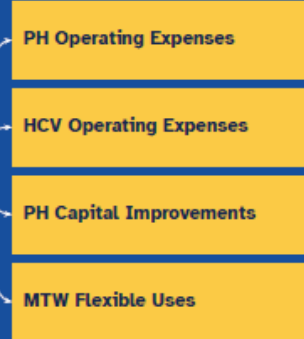 PH Operating Expenses
HCV Operating Expenses
PH Capital Improvements
MTW Flexible Uses